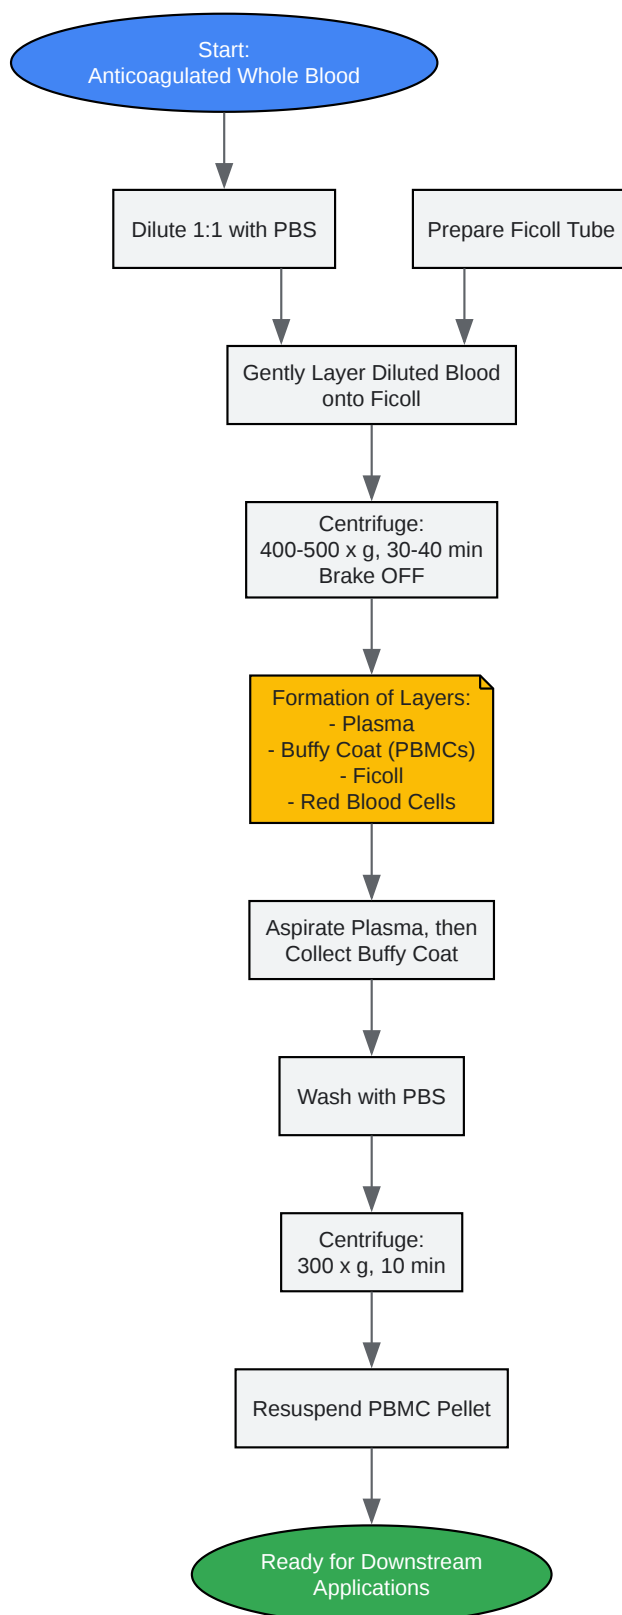 Start:
Anticoagulated Whole Blood
Dilute 1:1 with PBS
Prepare Ficoll Tube
Gently Layer Diluted Blood
onto Ficoll
Centrifuge:
400-500 x g, 30-40 min
Brake OFF
Formation of Layers:
- Plasma
- Buffy Coat (PBMCs)
- Ficoll
- Red Blood Cells
Aspirate Plasma, then
Collect Buffy Coat
Wash with PBS
Centrifuge:
300 x g, 10 min
Resuspend PBMC Pellet
Ready for Downstream
Applications